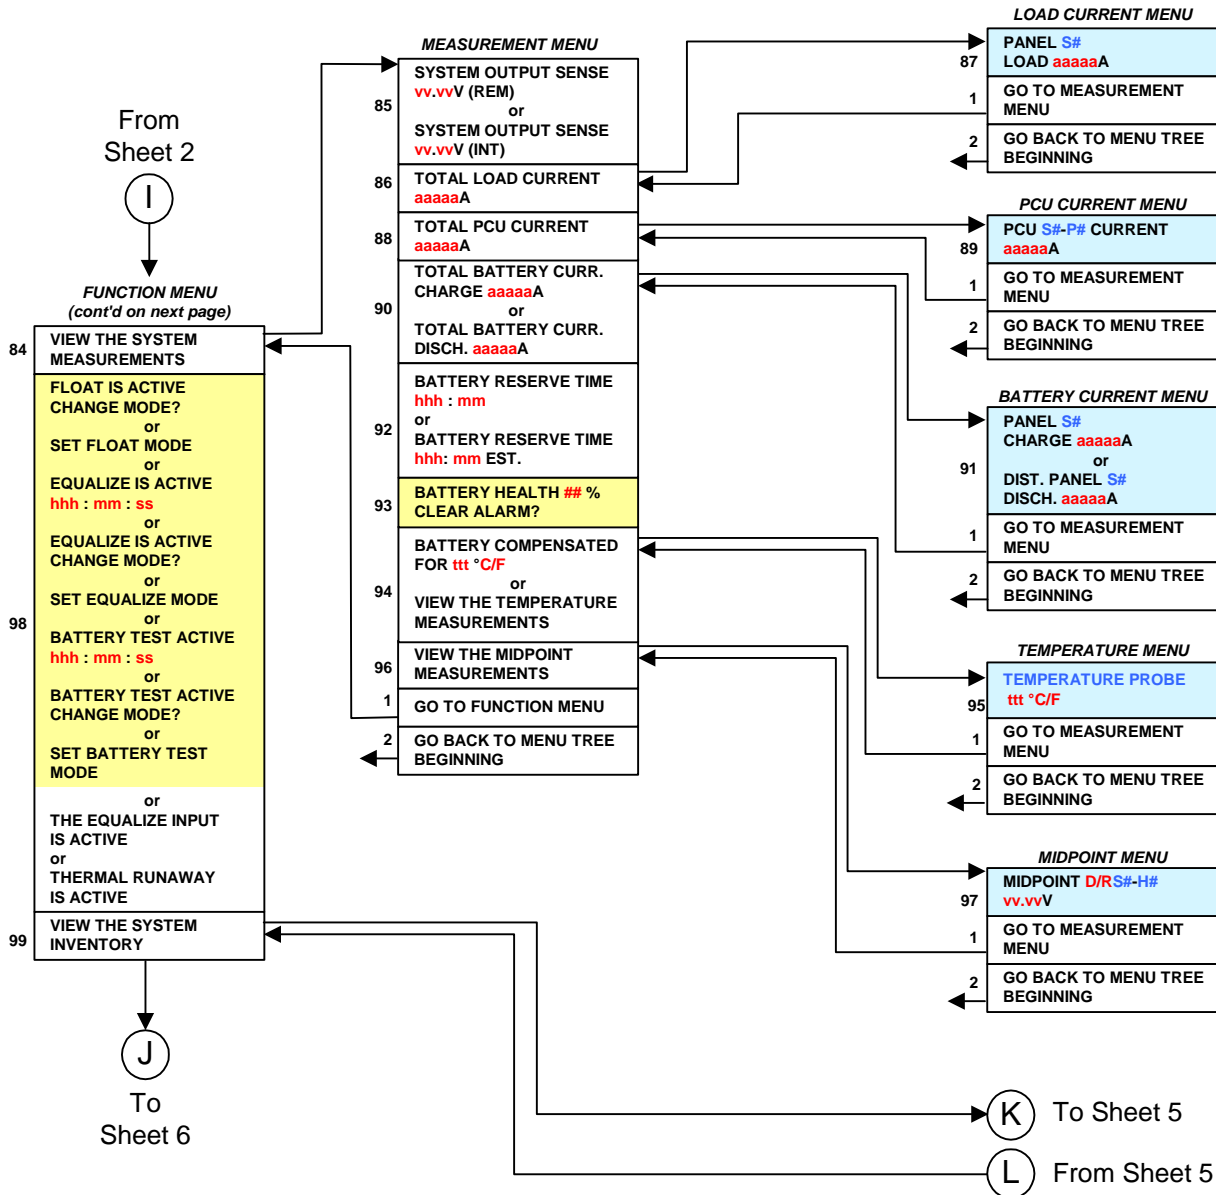 From
Sheet 2
I
FUNCTION MENU
(cont'd on next page)
84
VIEW THE SYSTEM
MEASUREMENTS
98
FLOAT IS ACTIVE
CHANGE MODE?
or
SET FLOAT MODE
or
EQUALIZE IS ACTIVE
hhh : mm : ss
or
EQUALIZE IS ACTIVE
CHANGE MODE?
or
SET EQUALIZE MODE
or
BATTERY TEST ACTIVE
hhh : mm : ss
or
BATTERY TEST ACTIVE
CHANGE MODE?
or
SET BATTERY TEST
MODE
or
THE EQUALIZE INPUT
IS ACTIVE
or
THERMAL RUNAWAY
IS ACTIVE
99
VIEW THE SYSTEM
INVENTORY
J
To
Sheet 6
MEASUREMENT MENU
85
SYSTEM OUTPUT SENSE
vv.vvV (REM)
or
SYSTEM OUTPUT SENSE
vv.vvV (INT)
86
TOTAL LOAD CURRENT
aaaaaA
88
TOTAL PCU CURRENT
aaaaaA
90
TOTAL BATTERY CURR.
CHARGE aaaaaA
or
TOTAL BATTERY CURR.
DISCH. aaaaaA
92
BATTERY RESERVE TIME
hhh : mm
or
BATTERY RESERVE TIME
hhh: mm EST.
93
BATTERY HEALTH ## %
CLEAR ALARM?
94
BATTERY COMPENSATED
FOR ttt °C/F
or
VIEW THE TEMPERATURE
MEASUREMENTS
96
VIEW THE MIDPOINT
MEASUREMENTS
1
GO TO FUNCTION MENU
2
GO BACK TO MENU TREE
BEGINNING
LOAD CURRENT MENU
87
PANEL S#
LOAD aaaaaA
1
GO TO MEASUREMENT
MENU
2
GO BACK TO MENU TREE
BEGINNING
PCU CURRENT MENU
89
PCU S#-P# CURRENT
aaaaaA
1
GO TO MEASUREMENT
MENU
2
GO BACK TO MENU TREE
BEGINNING
BATTERY CURRENT MENU
91
PANEL S#
CHARGE aaaaaA
or
DIST. PANEL S#
DISCH. aaaaaA
1
GO TO MEASUREMENT
MENU
2
GO BACK TO MENU TREE
BEGINNING
TEMPERATURE MENU
95
TEMPERATURE PROBE
ttt °C/F
1
GO TO MEASUREMENT
MENU
2
GO BACK TO MENU TREE
BEGINNING
MIDPOINT MENU
97
MIDPOINT D/RS#-H#
vv.vvV
1
GO TO MEASUREMENT
MENU
2
GO BACK TO MENU TREE
BEGINNING
K
To Sheet 5
L
From Sheet 5